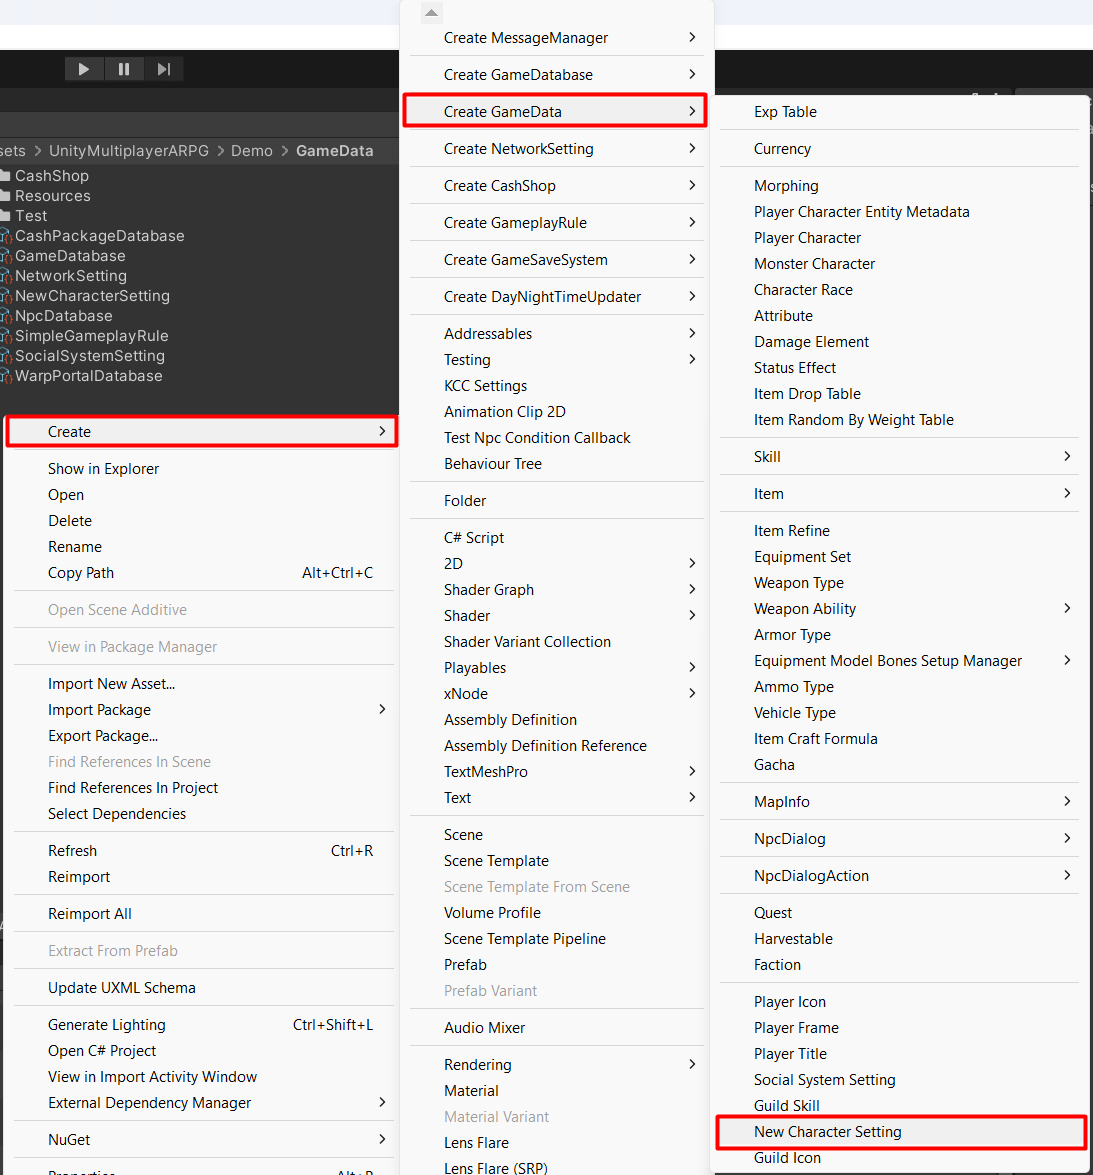 sets > UnityMultiplayerARPG > Demo > GameData
CashShop
Resources
Test
CashPackageDatabase
GameDatabase
NetworkSetting
NewCharacterSetting
NpcDatabase
SimpleGameplayRule
SocialSystemSetting
WarpPortalDatabase
Create
Show in Explorer
Open
Delete
Rename
Copy Path Alt+Ctrl+C
Open Scene Additive
View in Package Manager
Import New Asset...
Import Package
Export Package...
Find References In Scene
Find References In Project
Select Dependencies
Refresh Ctrl+R
Reimport
Reimport All
Extract From Prefab
Update UXML Schema
Generate Lighting Ctrl+Shift+L
Open C# Project
View in Import Activity Window
External Dependency Manager
NuGet
Properties... Alt+P
Create MessageManager
Create GameDatabase
Create GameData
Create NetworkSetting
Create CashShop
Create GameplayRule
Create GameSaveSystem
Create DayNightTimeUpdater
Addressables
Testing
KCC Settings
Animation Clip 2D
Test Npc Condition Callback
Behaviour Tree
Folder
C# Script
2D
Shader Graph
Shader
Shader Variant Collection
Playables
xNode
Assembly Definition
Assembly Definition Reference
TextMeshPro
Text
Scene
Scene Template
Scene Template From Scene
Volume Profile
Scene Template Pipeline
Prefab
Prefab Variant
Audio Mixer
Rendering
Material
Material Variant
Lens Flare
Lens Flare (SRP)
Exp Table
Currency
Morphing
Player Character Entity Metadata
Player Character
Monster Character
Character Race
Attribute
Damage Element
Status Effect
Item Drop Table
Item Random By Weight Table
Skill
Item
Item Refine
Equipment Set
Weapon Type
Weapon Ability
Armor Type
Equipment Model Bones Setup Manager
Ammo Type
Vehicle Type
Item Craft Formula
Gacha
MapInfo
NpcDialog
NpcDialogAction
Quest
Harvestable
Faction
Player Icon
Player Frame
Player Title
Social System Setting
Guild Skill
New Character Setting
Guild Icon